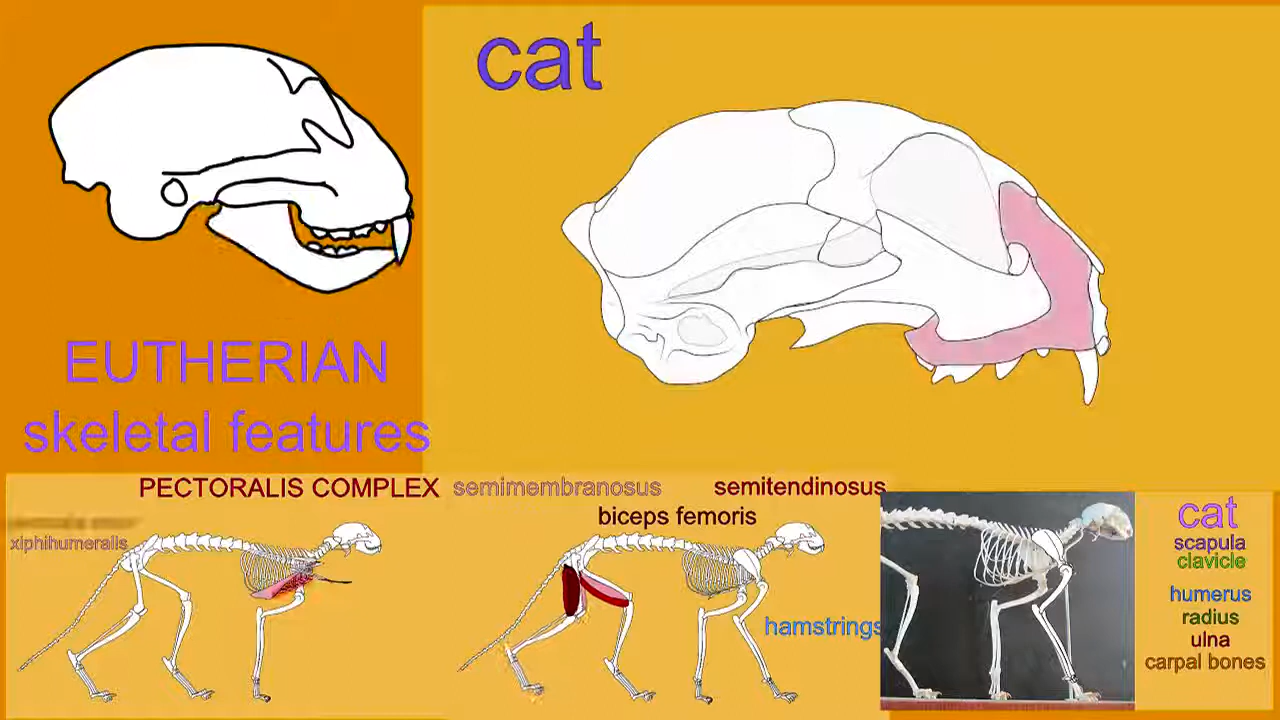 cat
EUTHERIAN
skeletal features
PECTORALIS COMPLEX
xiphihumeralis
semimembranosus
semitendinosus
biceps femoris
hamstrings
cat
scapula
clavicle
humerus
radius
ulna
carpal bones